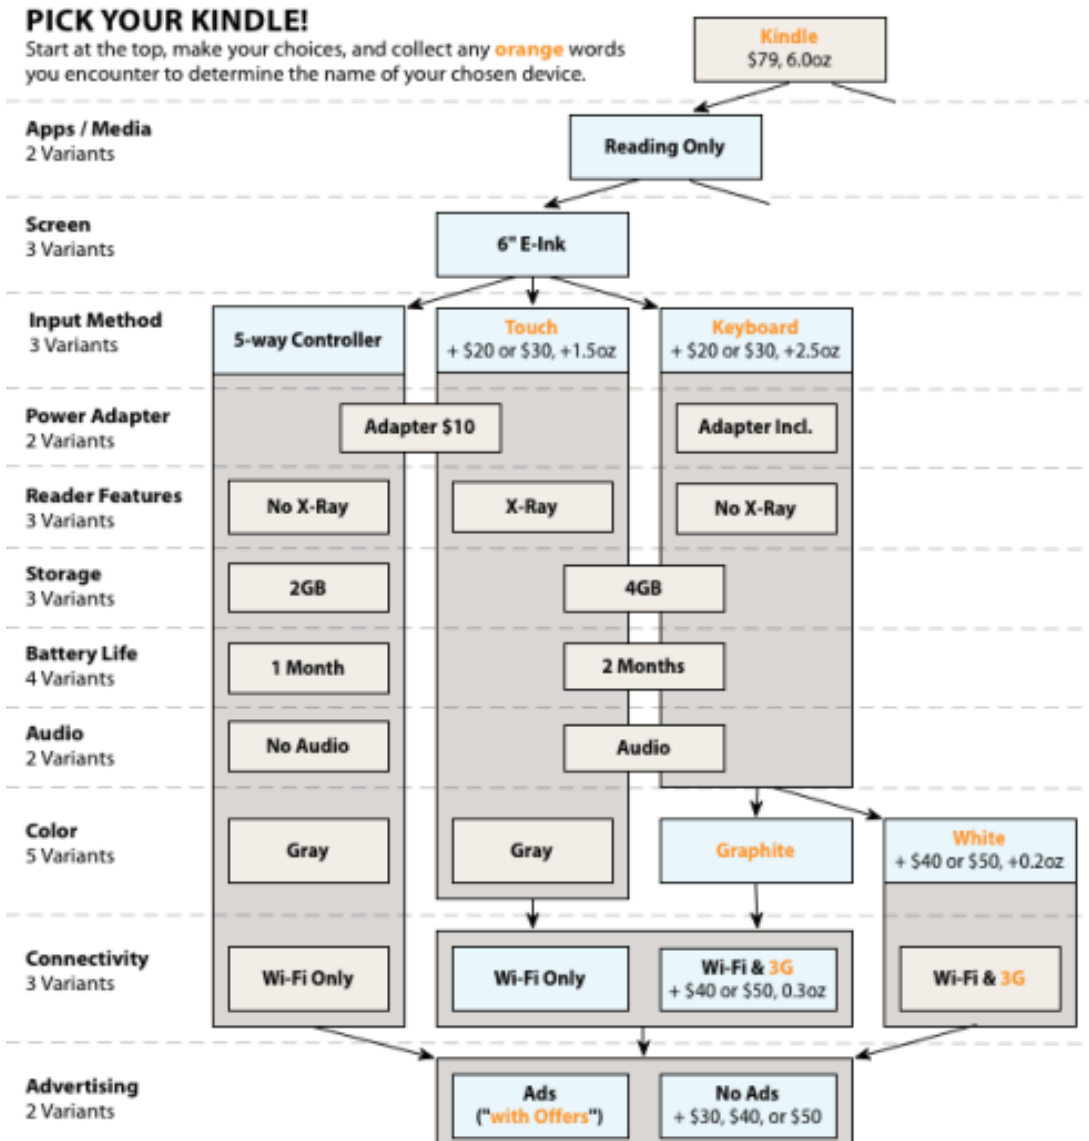 PICK YOUR KINDLE!
Start at the top, make your choices, and collect any orange words
you encounter to determine the name of your chosen device.
Kindle
$79, 6.0oz
Apps / Media
2 Variants
Reading Only
Screen
3 Variants
6" E-Ink
Input Method
3 Variants
5-way Controller
Touch
+ $20 or $30, +1.5oz
Keyboard
+ $20 or $30, +2.5oz
Power Adapter
2 Variants
Adapter $10
Adapter Incl.
Reader Features
3 Variants
No X-Ray
X-Ray
No X-Ray
Storage
3 Variants
2GB
4GB
Battery Life
4 Variants
1 Month
2 Months
Audio
2 Variants
No Audio
Audio
Color
5 Variants
Gray
Gray
Graphite
White
+ $40 or $50, +0.2oz
Connectivity
3 Variants
Wi-Fi Only
Wi-Fi Only
Wi-Fi & 3G
+ $40 or $50, 0.3oz
Wi-Fi & 3G
Advertising
2 Variants
Ads
("with Offers")
No Ads
+ $30, $40, or $50